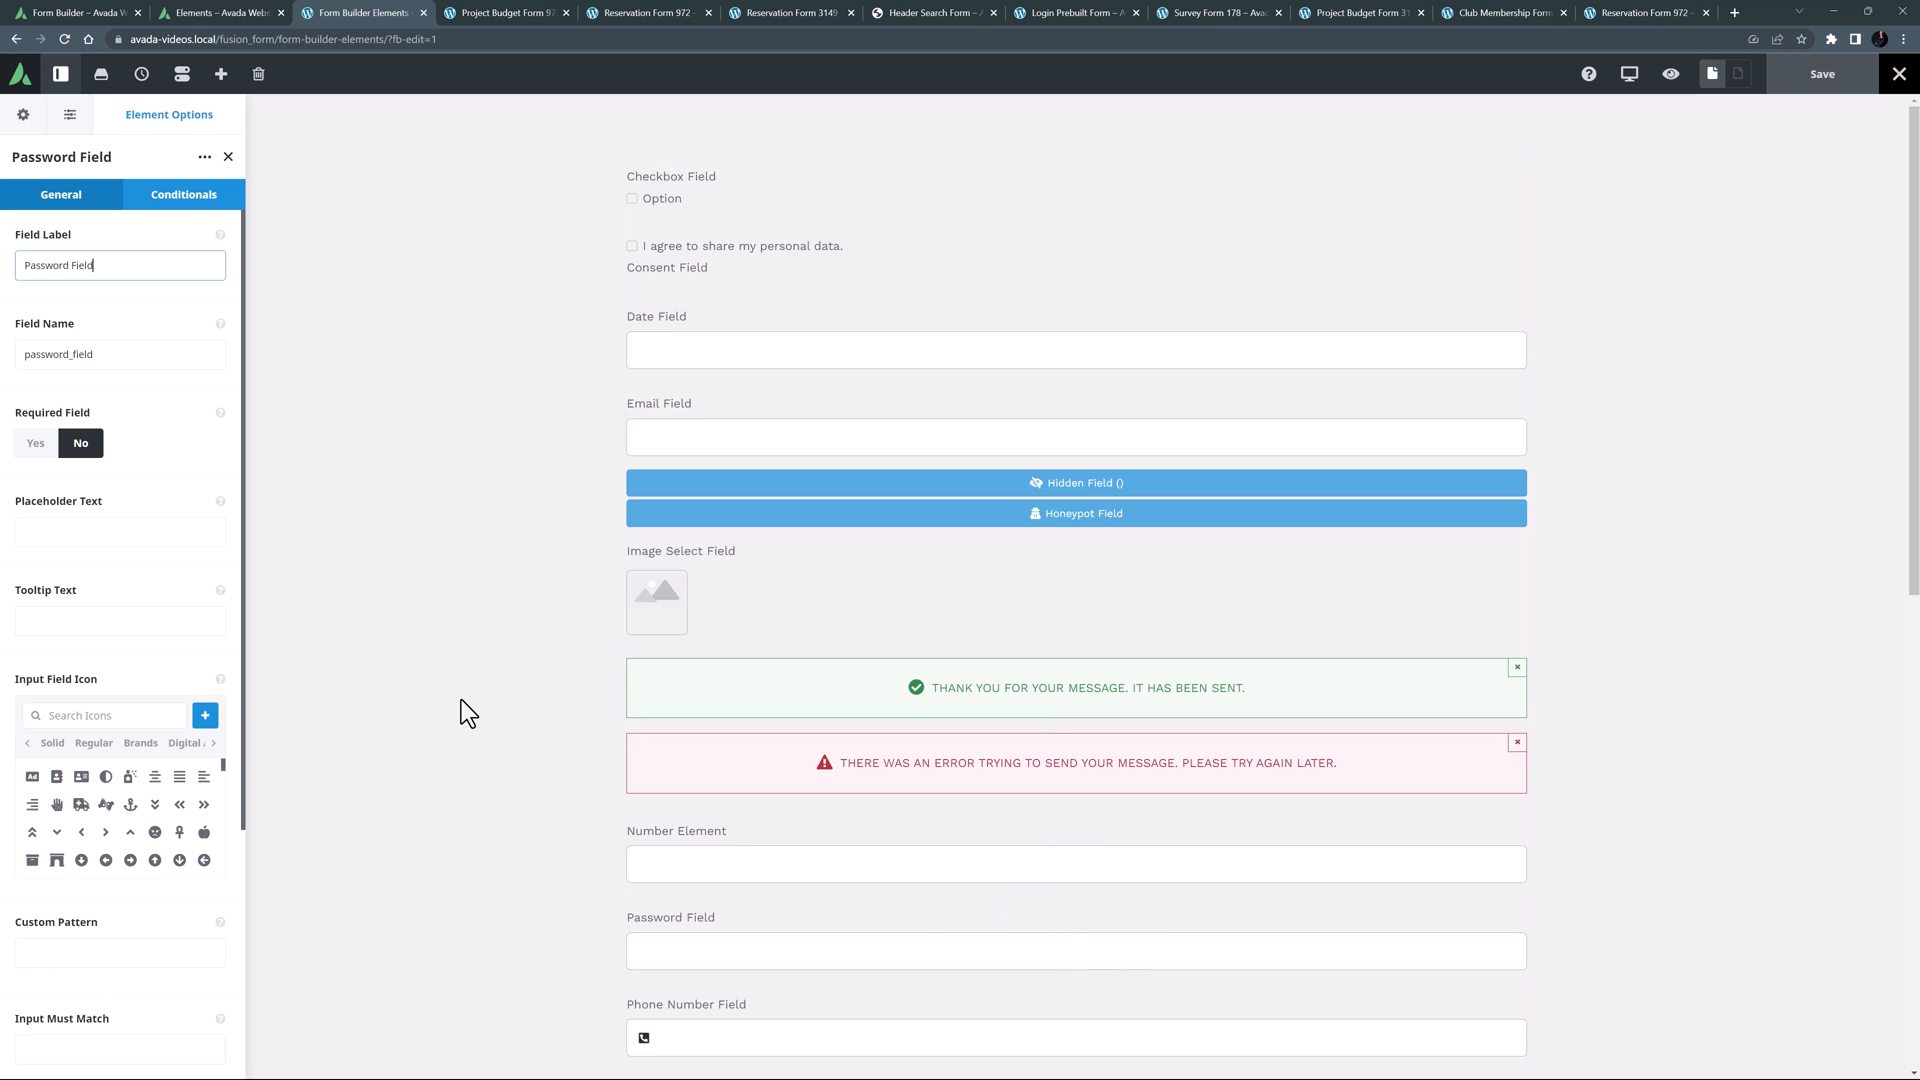 Form Builder – Avada W
Elements – Avada Webs
Form Builder Elements
Project Budget Form 97
Reservation Form 972 –
Reservation Form 3149
Header Search Form – A
Login Prebuilt Form – A
Survey Form 178 – Avad
Project Budget Form 31
Club Membership Form
Reservation Form 972 –
avada-videos.local/fusion_form/form-builder-elements/?fb-edit=1
Save
Element Options
Password Field
General
Conditionals
Field Label
Password Field
Field Name
password_field
Required Field
Yes
No
Placeholder Text
Tooltip Text
Input Field Icon
Search Icons
Solid
Regular
Brands
Digital
Custom Pattern
Input Must Match
Checkbox Field
Option
I agree to share my personal data.
Consent Field
Date Field
Email Field
Hidden Field ()
Honeypot Field
Image Select Field
THANK YOU FOR YOUR MESSAGE. IT HAS BEEN SENT.
THERE WAS AN ERROR TRYING TO SEND YOUR MESSAGE. PLEASE TRY AGAIN LATER.
Number Element
Password Field
Phone Number Field